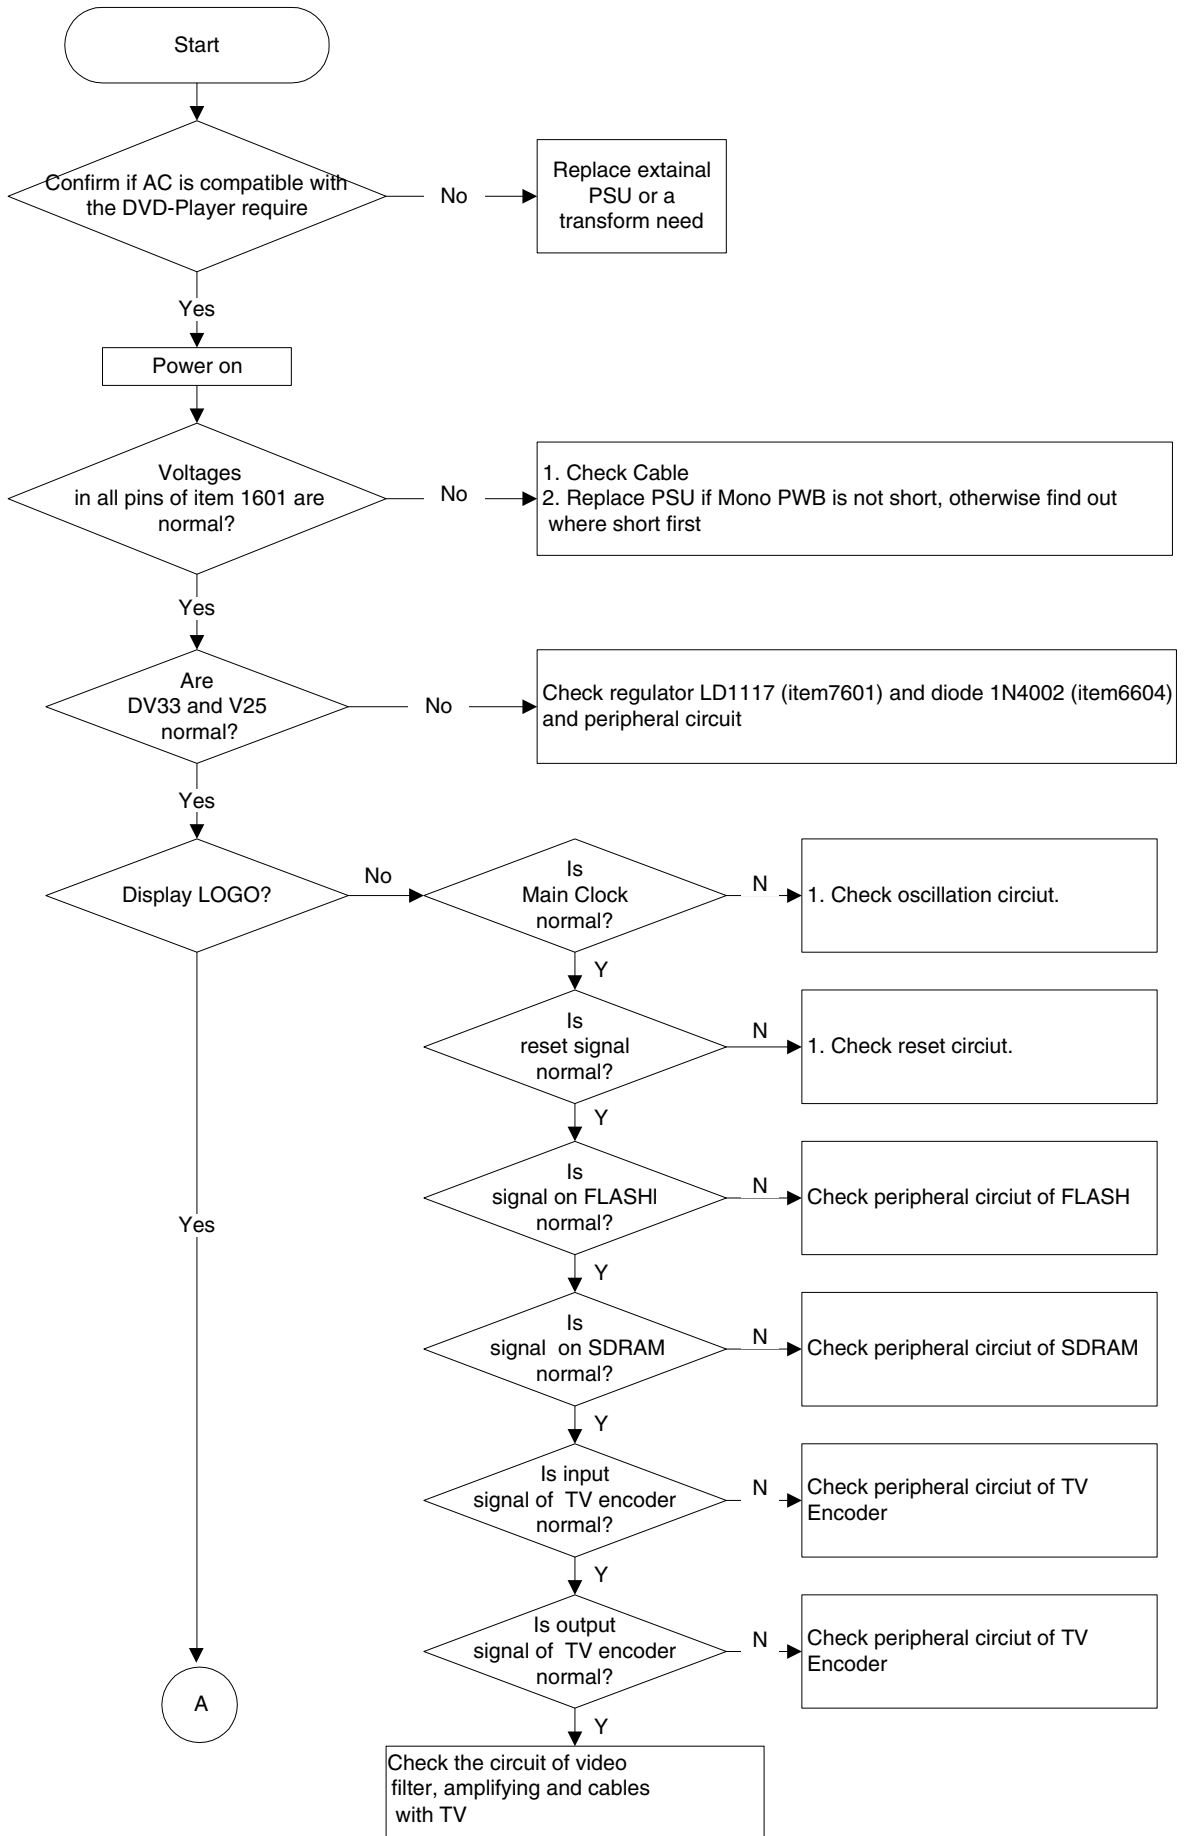 Start
Confirm if AC is compatible with
the DVD-Player require
No
Replace extainal
PSU or a
transform need
Yes
Power on
Voltages
in all pins of item 1601 are
normal?
No
1. Check Cable
2. Replace PSU if Mono PWB is not short, otherwise find out
where short first
Yes
Are
DV33 and V25
normal?
No
Check regulator LD1117 (item7601) and diode 1N4002 (item6604)
and peripheral circuit
Yes
Display LOGO?
No
Is
Main Clock
normal?
N
1. Check oscillation circiut.
Y
Is
reset signal
normal?
N
1. Check reset circiut.
Y
Is
signal on FLASHl
normal?
N
Check peripheral circiut of FLASH
Yes
Y
Is
signal on SDRAM
normal?
N
Check peripheral circiut of SDRAM
Y
Is input
signal of TV encoder
normal?
N
Check peripheral circiut of TV
Encoder
Y
Is output
signal of TV encoder
normal?
N
Check peripheral circiut of TV
Encoder
A
Y
Check the circuit of video
filter, amplifying and cables
with TV